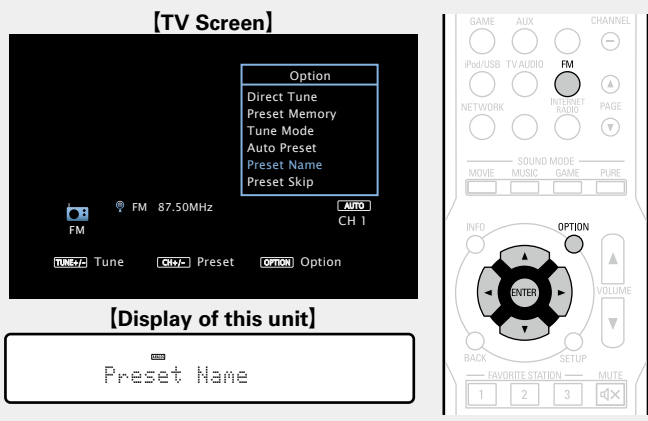 【TV Screen】
Option
Direct Tune
Preset Memory
Tune Mode
Auto Preset
Preset Name
Preset Skip
FM 87.50MHz
AUTO
CH 1
FM
TUNE+/- Tune
CH+/- Preset
OPTION Option
【Display of this unit】
Preset Name
GAME AUX CHANNEL
iPod/USB TV AUDIO FM
NETWORK INTERNET RADIO PAGE
SOUND MODE
MOVIE MUSIC GAME PURE
INFO OPTION
ENTER
VOLUME
BACK SETUP
FAVORITE STATION MUTE
1 2 3